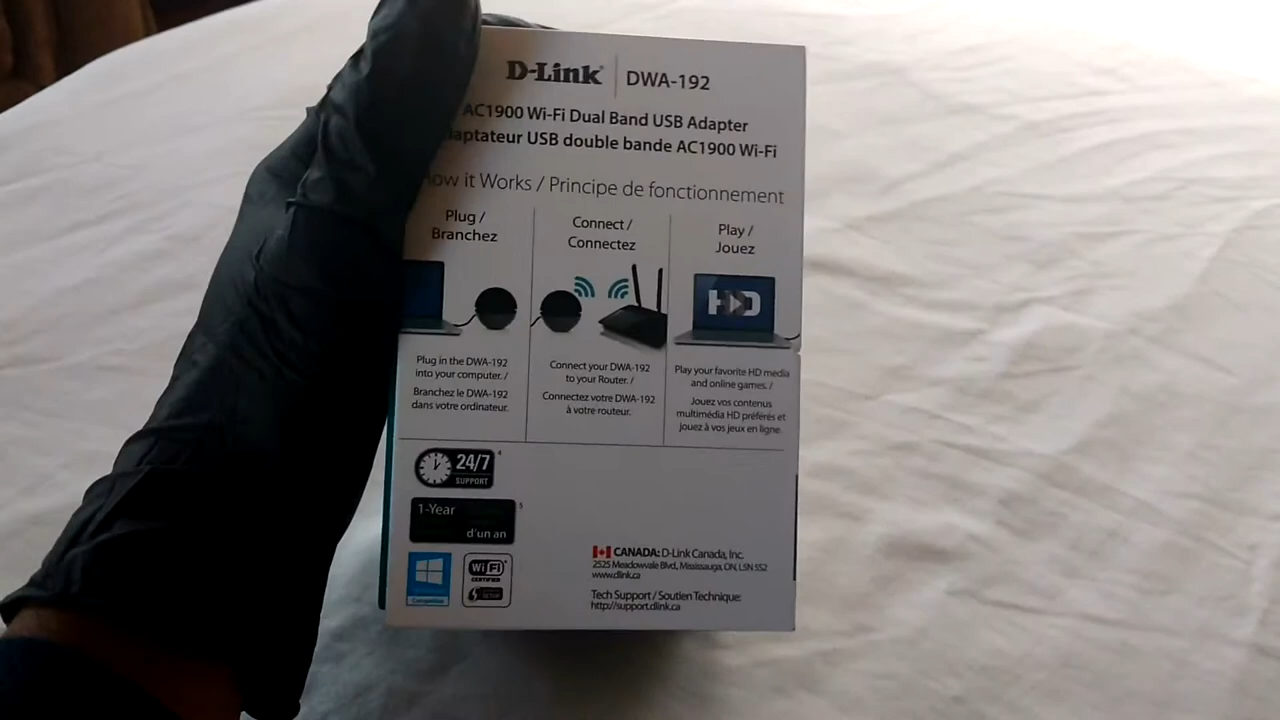 D-Link DWA-192
AC1900 Wi-Fi Dual Band USB Adapter
aptateur USB double bande AC1900 Wi-Fi
ow it Works / Principe de fonctionnement
Plug /
Branchez
Plug in the DWA-192
into your computer. /
Branchez le DWA-192
dans votre ordinateur.
Connect /
Connectez
Connect your DWA-192
to your Router. /
Connectez votre DWA-192
à votre routeur.
Play /
Jouez
HD
Play your favorite HD media
and online games. /
Jouez vos contenus
multimédia HD préférés et
jouez à vos jeux en ligne.
24/7 4
SUPPORT
1-Year 5
d'un an
Wi Fi
CERTIFIED
CANADA: D-Link Canada, Inc.
2525 Meadowvale Blvd., Mississauga, ON, L5N 5S2
www.dlink.ca
Tech Support / Soutien Technique:
http://support.dlink.ca